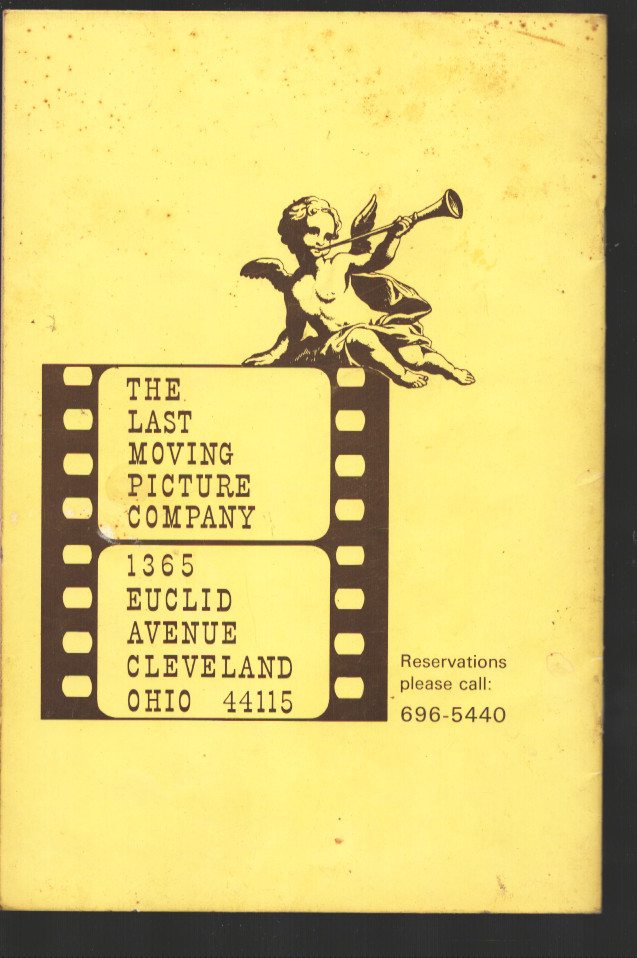 THE
LAST
MOVING
PICTURE
COMPANY
1365
EUCLID
AVENUE
CLEVELAND
OHIO 44115
Reservations
please call:
696-5440